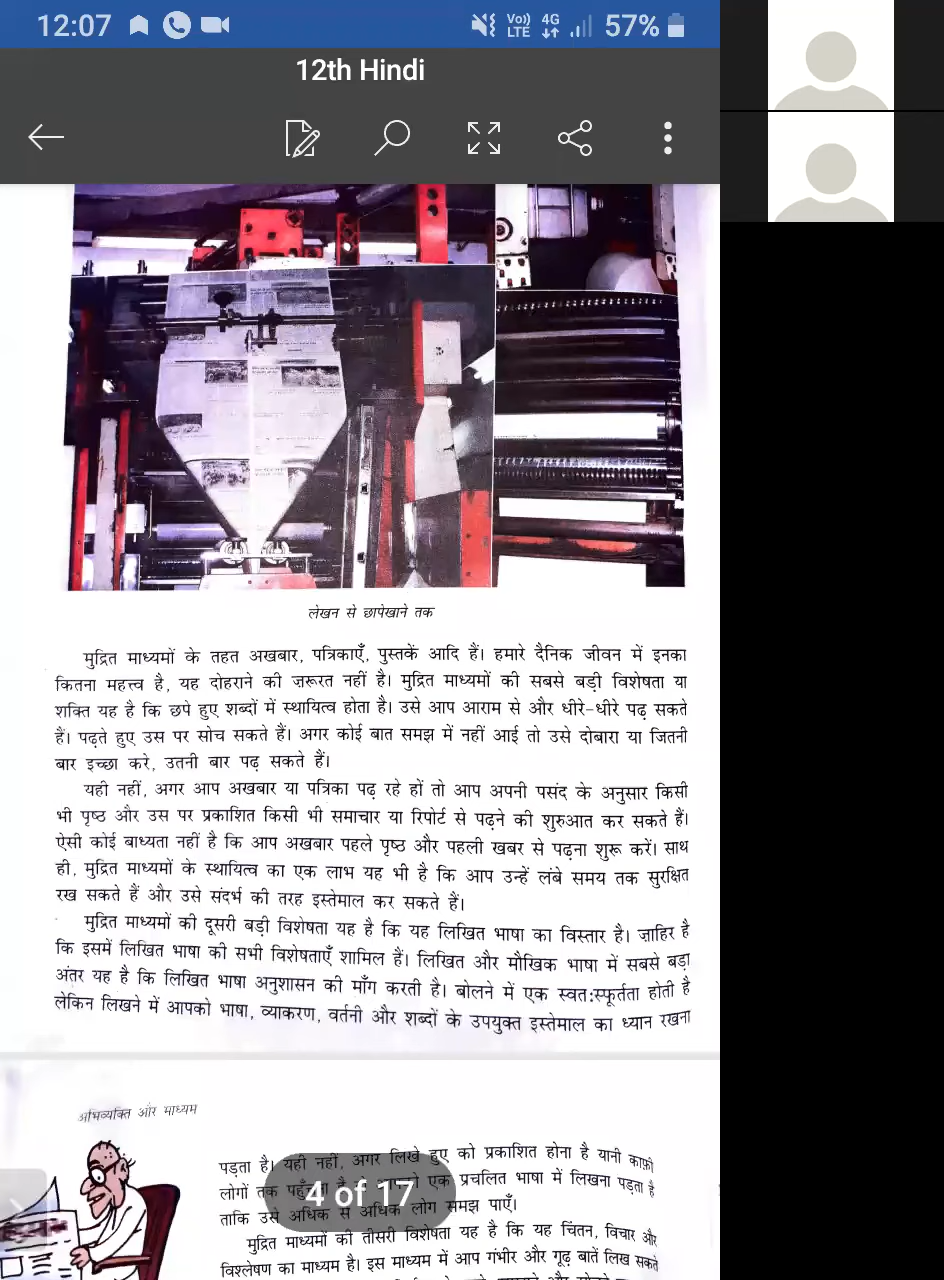 12:07
Vo))
LTE
4G
57%
12th Hindi
लेखन से छापेखाने तक
मुद्रित माध्यमों के तहत अखबार, पत्रिकाएँ, पुस्तकें आदि हैं। हमारे दैनिक जीवन में इनका
कितना महत्त्व है, यह दोहराने की ज़रूरत नहीं है। मुद्रित माध्यमों की सबसे बड़ी विशेषता या
शक्ति यह है कि छपे हुए शब्दों में स्थायित्व होता है। उसे आप आराम से और धीरे-धीरे पढ़ सकते
हैं। पढ़ते हुए उस पर सोच सकते हैं। अगर कोई बात समझ में नहीं आई तो उसे दोबारा या जितनी
बार इच्छा करे, उतनी बार पढ़ सकते हैं।
यही नहीं, अगर आप अखबार या पत्रिका पढ़ रहे हों तो आप अपनी पसंद के अनुसार किसी
भी पृष्ठ और उस पर प्रकाशित किसी भी समाचार या रिपोर्ट से पढ़ने की शुरुआत कर सकते हैं।
ऐसी कोई बाध्यता नहीं है कि आप अखबार पहले पृष्ठ और पहली खबर से पढ़ना शुरू करें। साथ
ही, मुद्रित माध्यमों के स्थायित्व का एक लाभ यह भी है कि आप उन्हें लंबे समय तक सुरक्षित
रख सकते हैं और उसे संदर्भ की तरह इस्तेमाल कर सकते हैं।
मुद्रित माध्यमों की दूसरी बड़ी विशेषता यह है कि यह लिखित भाषा का विस्तार है। ज़ाहिर है
कि इसमें लिखित भाषा की सभी विशेषताएँ शामिल हैं। लिखित और मौखिक भाषा में सबसे बड़ा
अंतर यह है कि लिखित भाषा अनुशासन की माँग करती है। बोलने में एक स्वत:स्फूर्तता होती है
लेकिन लिखने में आपको भाषा, व्याकरण, वर्तनी और शब्दों के उपयुक्त इस्तेमाल का ध्यान रखना
अभिव्यक्ति और माध्यम
पड़ता है। यही नहीं, अगर लिखे हुए को प्रकाशित होना है यानी काफ़ी
लोगों तक एक प्रचलित भाषा में लिखना पड़ता है
4 of 17
ताकि उसे अधिक से अधिक लोग समझ पाएँ।
मुद्रित माध्यमों की तीसरी विशेषता यह है कि यह चिंतन, विचार और
विश्लेषण का माध्यम है। इस माध्यम में आप गंभीर और गूढ़ बातें लिख सकते